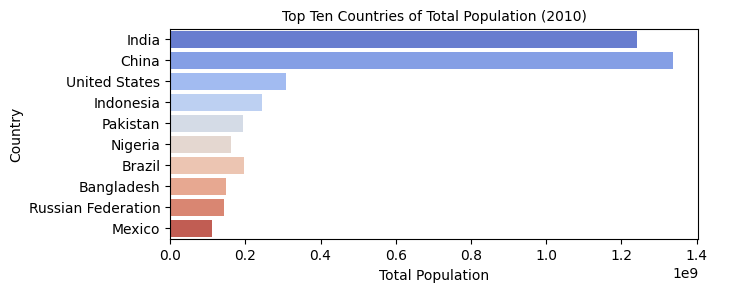 Top Ten Countries of Total Population (2010)
Country
India
China
United States
Indonesia
Pakistan
Nigeria
Brazil
Bangladesh
Russian Federation
Mexico
0.0 0.2 0.4 0.6 0.8 1.0 1.2 1.4
Total Population
1e9